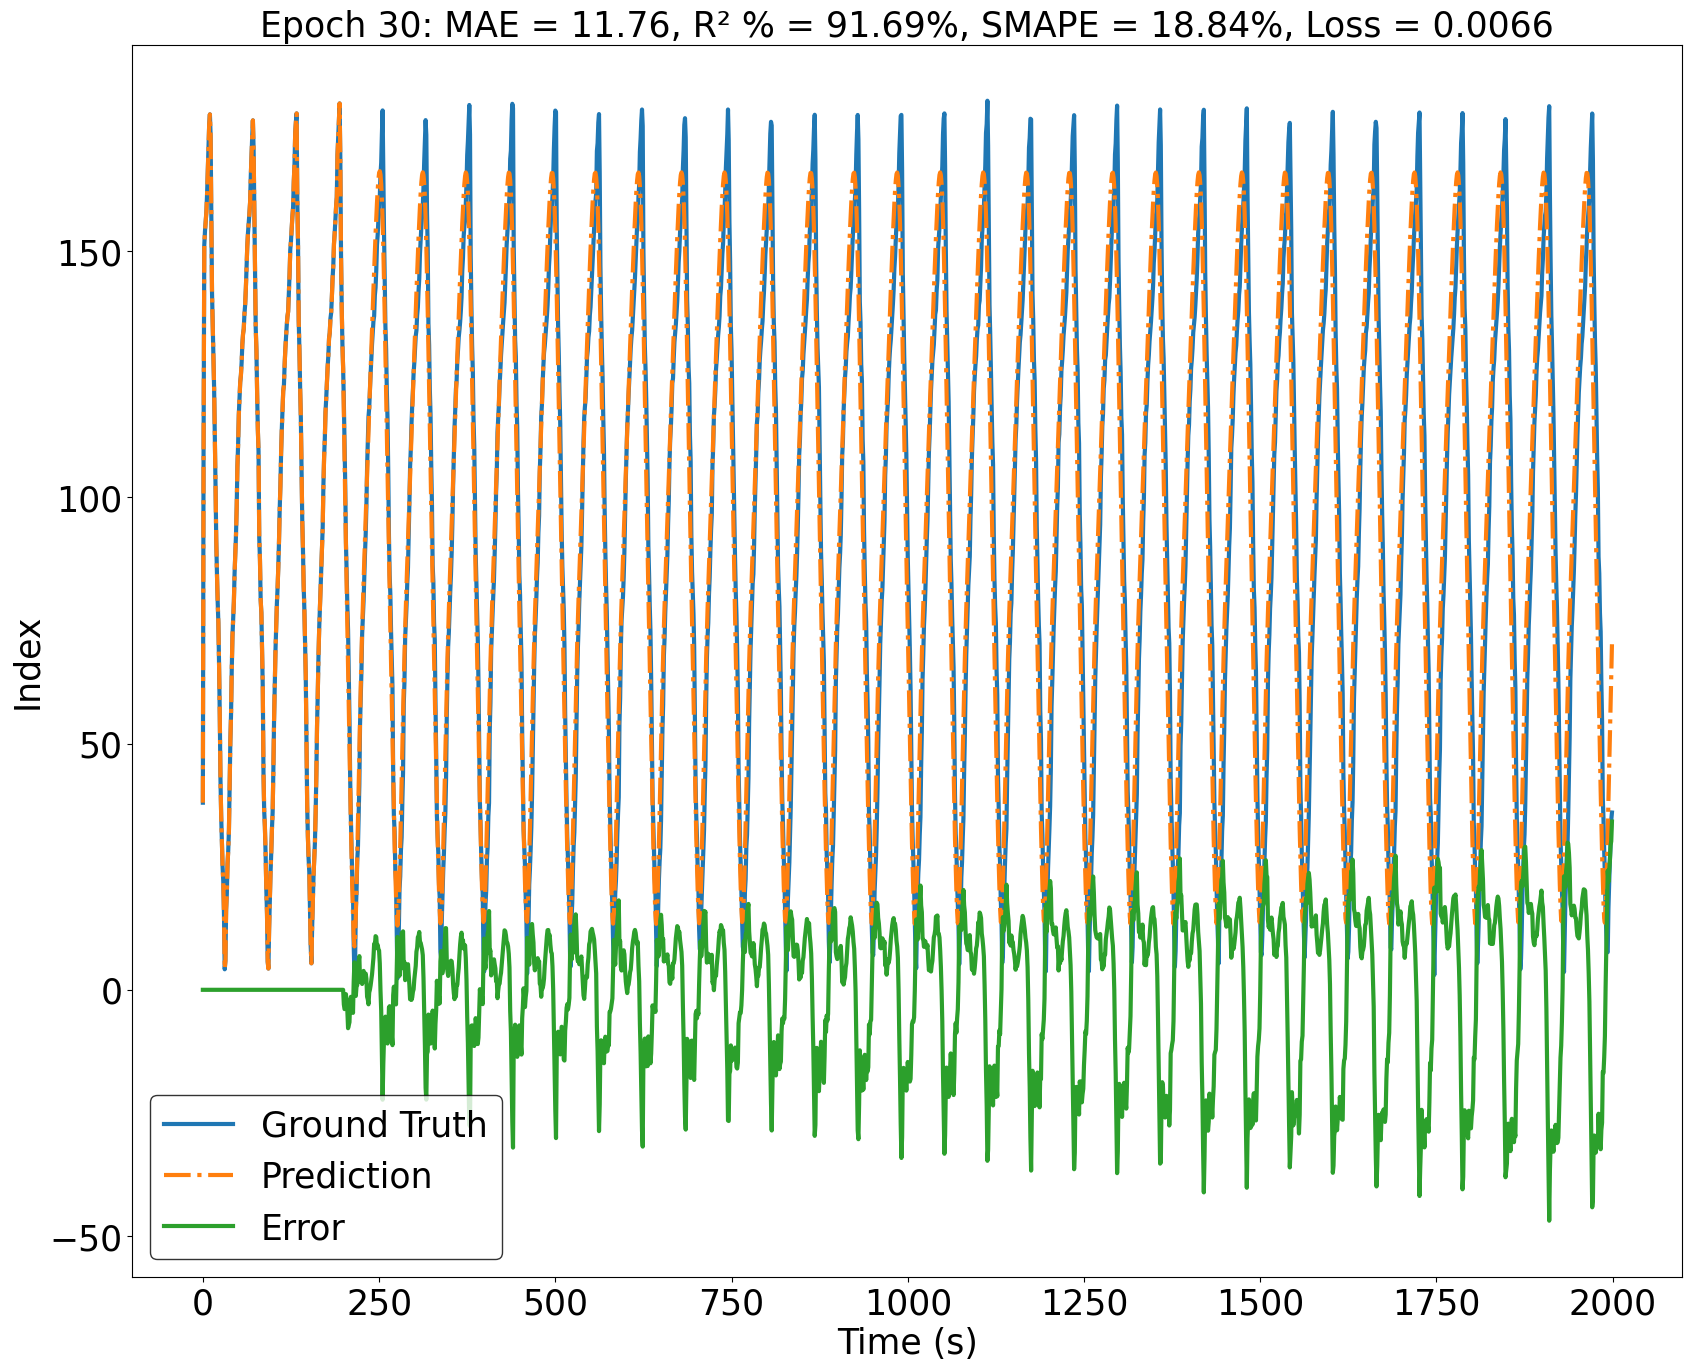 Epoch 30: MAE = 11.76, R² % = 91.69%, SMAPE = 18.84%, Loss = 0.0066
Index
150
100
50
0
−50
Ground Truth
Prediction
Error
0 250 500 750 1000 1250 1500 1750 2000
Time (s)